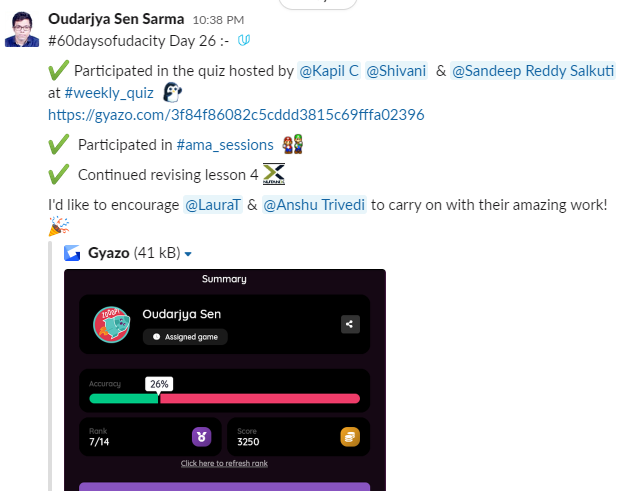 Oudarjya Sen Sarma 10:38 PM
#60daysofudacity Day 26 :-
Participated in the quiz hosted by @Kapil C @Shivani & @Sandeep Reddy Salkuti
at #weekly_quiz
https://gyazo.com/3f84f86082c5cddd3815c69fffa02396
Participated in #ama_sessions
Continued revising lesson 4
I'd like to encourage @LauraT & @Anshu Trivedi to carry on with their amazing work!
Gyazo (41 kB)
Summary
Oudarjya Sen
Assigned game
Accuracy
26%
Rank
7/14
Score
3250
Click here to refresh rank